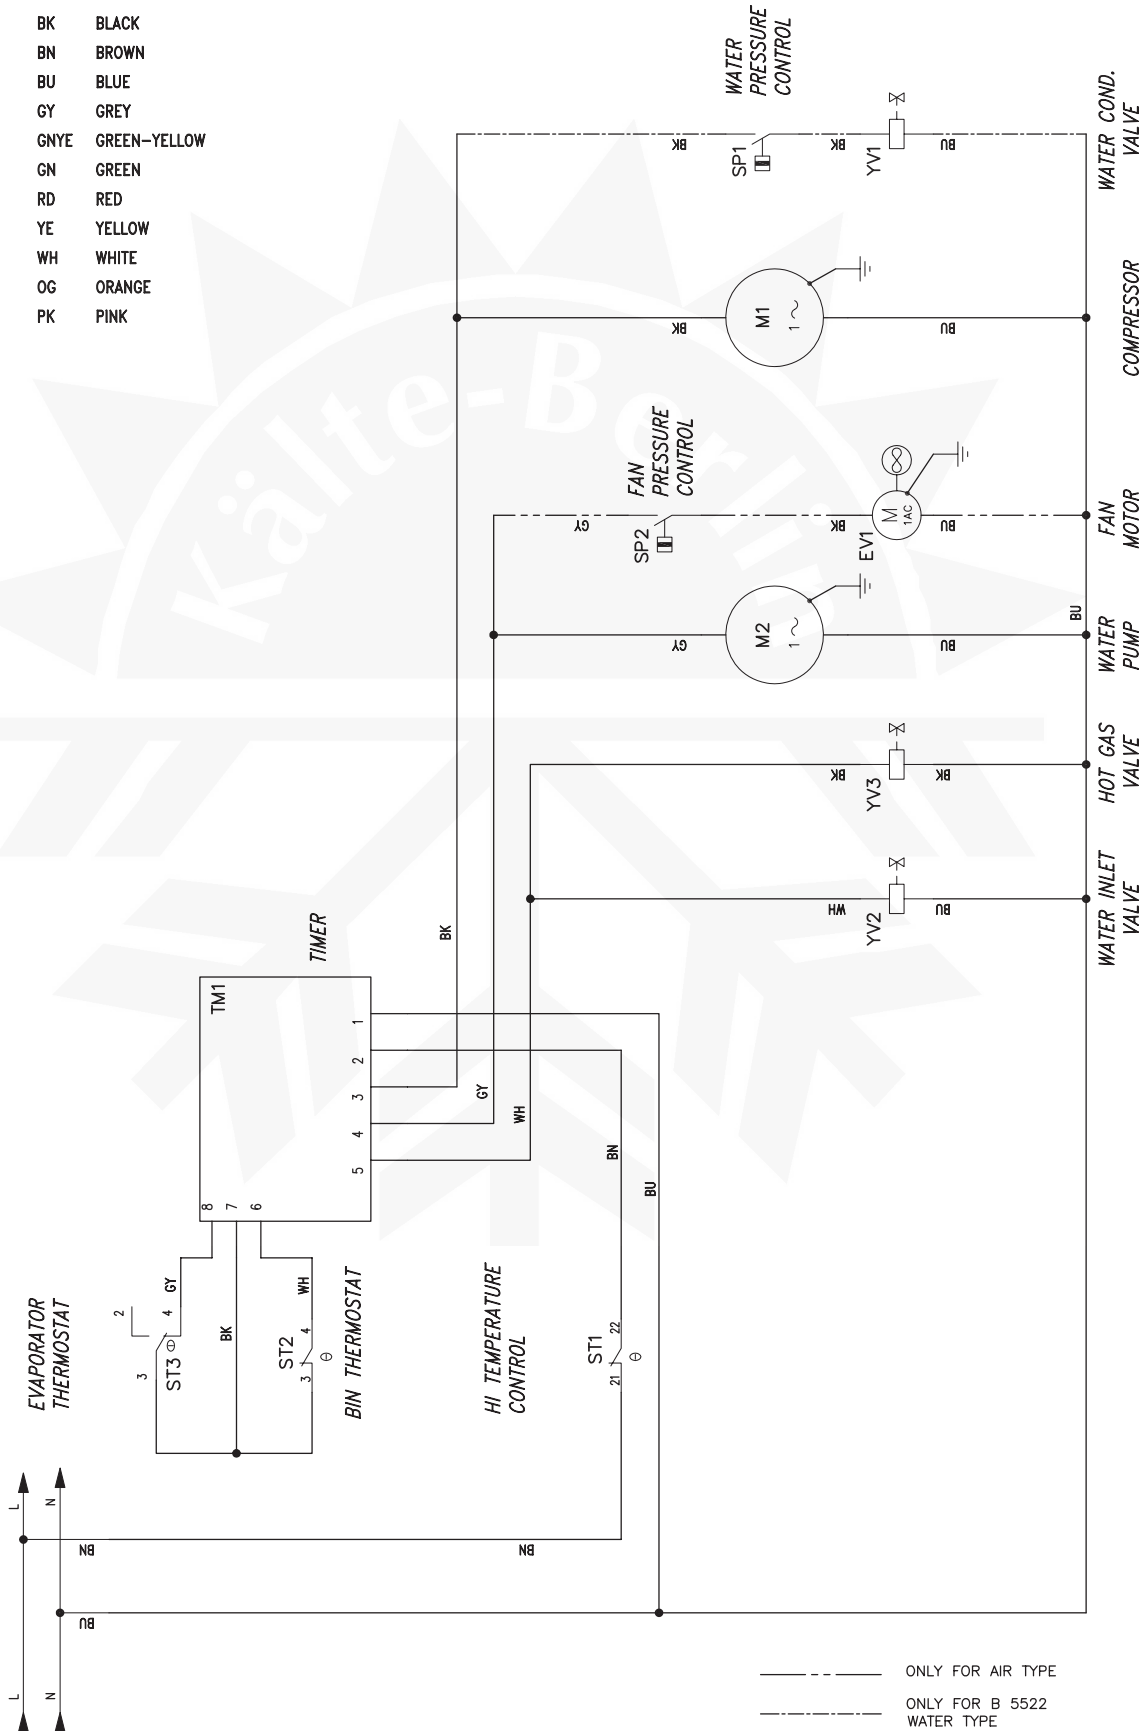 BK BLACK
BN BROWN
BU BLUE
GY GREY
GNYE GREEN-YELLOW
GN GREEN
RD RED
YE YELLOW
WH WHITE
OG ORANGE
PK PINK
WATER
PRESSURE
CONTROL
BK
SP1
BK
YV1
BU
WATER COND.
VALVE
BK
M1
1 ~
BU
COMPRESSOR
FAN
PRESSURE
CONTROL
GY
SP2
BK
EV1
M
1AC
BU
FAN
MOTOR
GY
M2
1 ~
BU
BU
WATER
PUMP
BK
YV3
BK
HOT GAS
VALVE
WH
YV2
BU
WATER INLET
VALVE
Kälte-Berlin
TIMER
TM1
1
2
3
4
5
8
7
6
BK
GY
WH
BN
BU
EVAPORATOR
THERMOSTAT
2
4
3
ST3
GY
BK
WH
ST2
4
3
BIN THERMOSTAT
HI TEMPERATURE
CONTROL
ST1
22
21
L
N
BN
BN
BU
L
N
ONLY FOR AIR TYPE
ONLY FOR B 5522
WATER TYPE